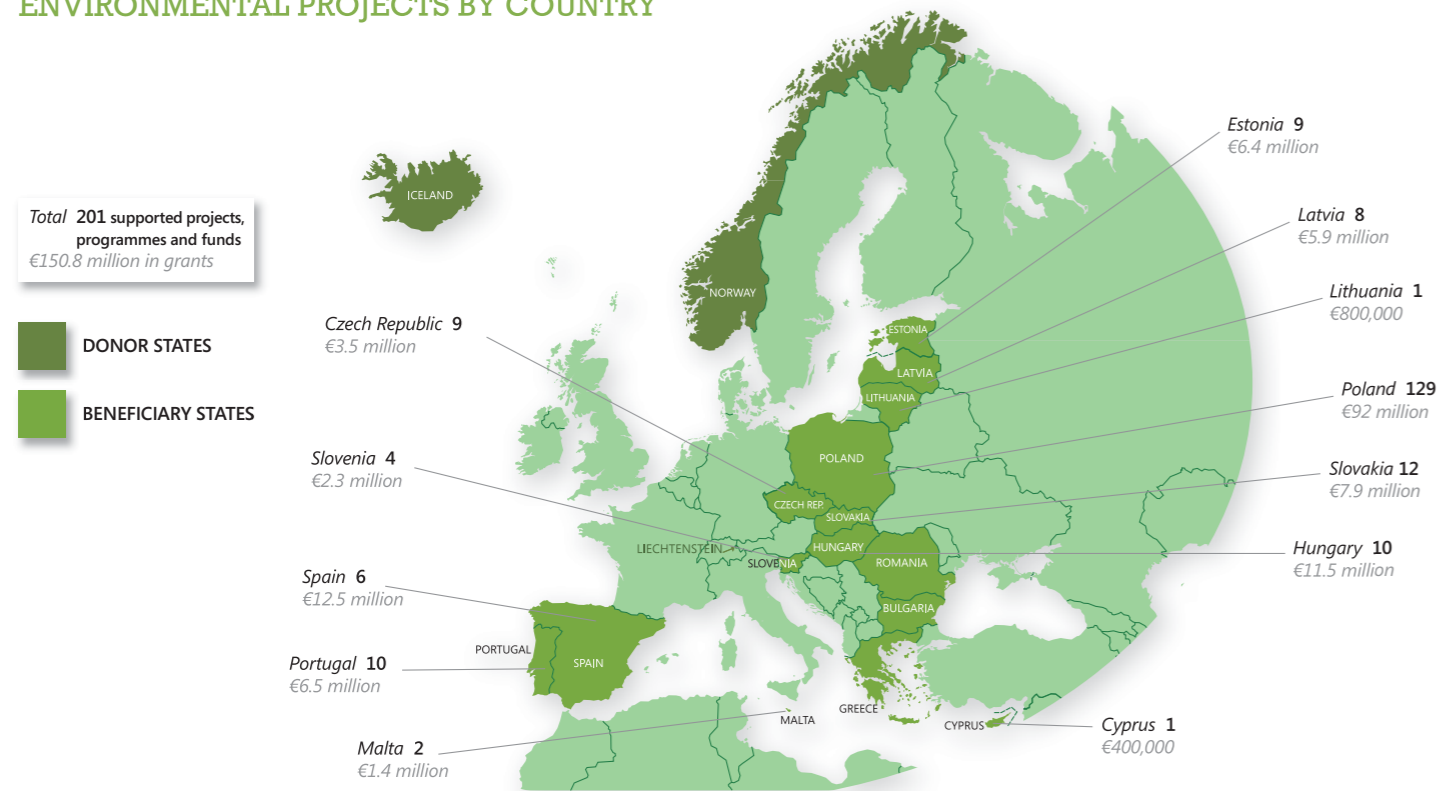 ENVIRONMENTAL PROJECTS BY COUNTRY
Total 201 supported projects,
programmes and funds
€150.8 million in grants
DONOR STATES
BENEFICIARY STATES
ICELAND
NORWAY
Estonia 9
€6.4 million
Latvia 8
€5.9 million
Lithuania 1
€800,000
Poland 129
€92 million
Slovakia 12
€7.9 million
Hungary 10
€11.5 million
Cyprus 1
€400,000
Czech Republic 9
€3.5 million
Slovenia 4
€2.3 million
Spain 6
€12.5 million
Portugal 10
€6.5 million
Malta 2
€1.4 million
ESTONIA
LATVIA
LITHUANIA
POLAND
CZECH REP.
SLOVAKIA
LIECHTENSTEIN
HUNGARY
SLOVENIA
ROMANIA
BULGARIA
PORTUGAL
SPAIN
GREECE
MALTA
CYPRUS